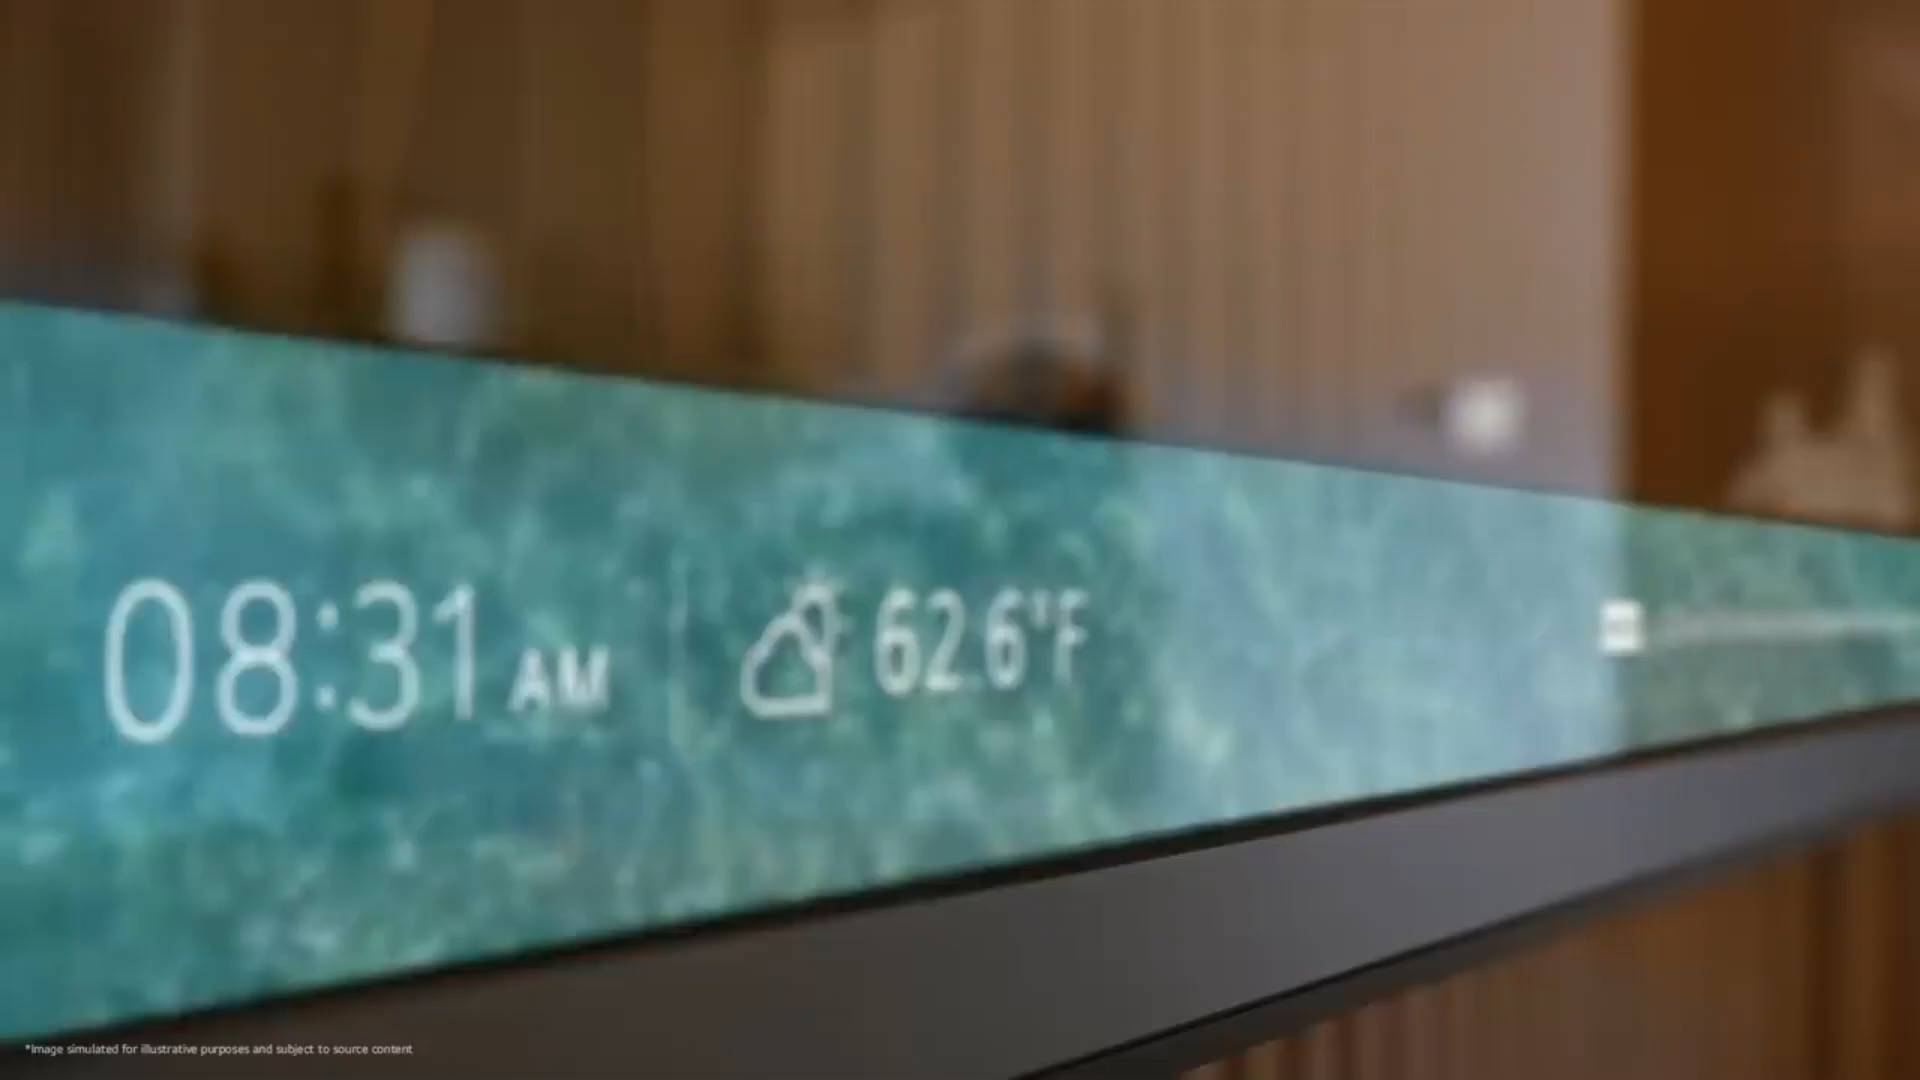 08:31 AM
62.6°F
*Image simulated for illustrative purposes and subject to source content